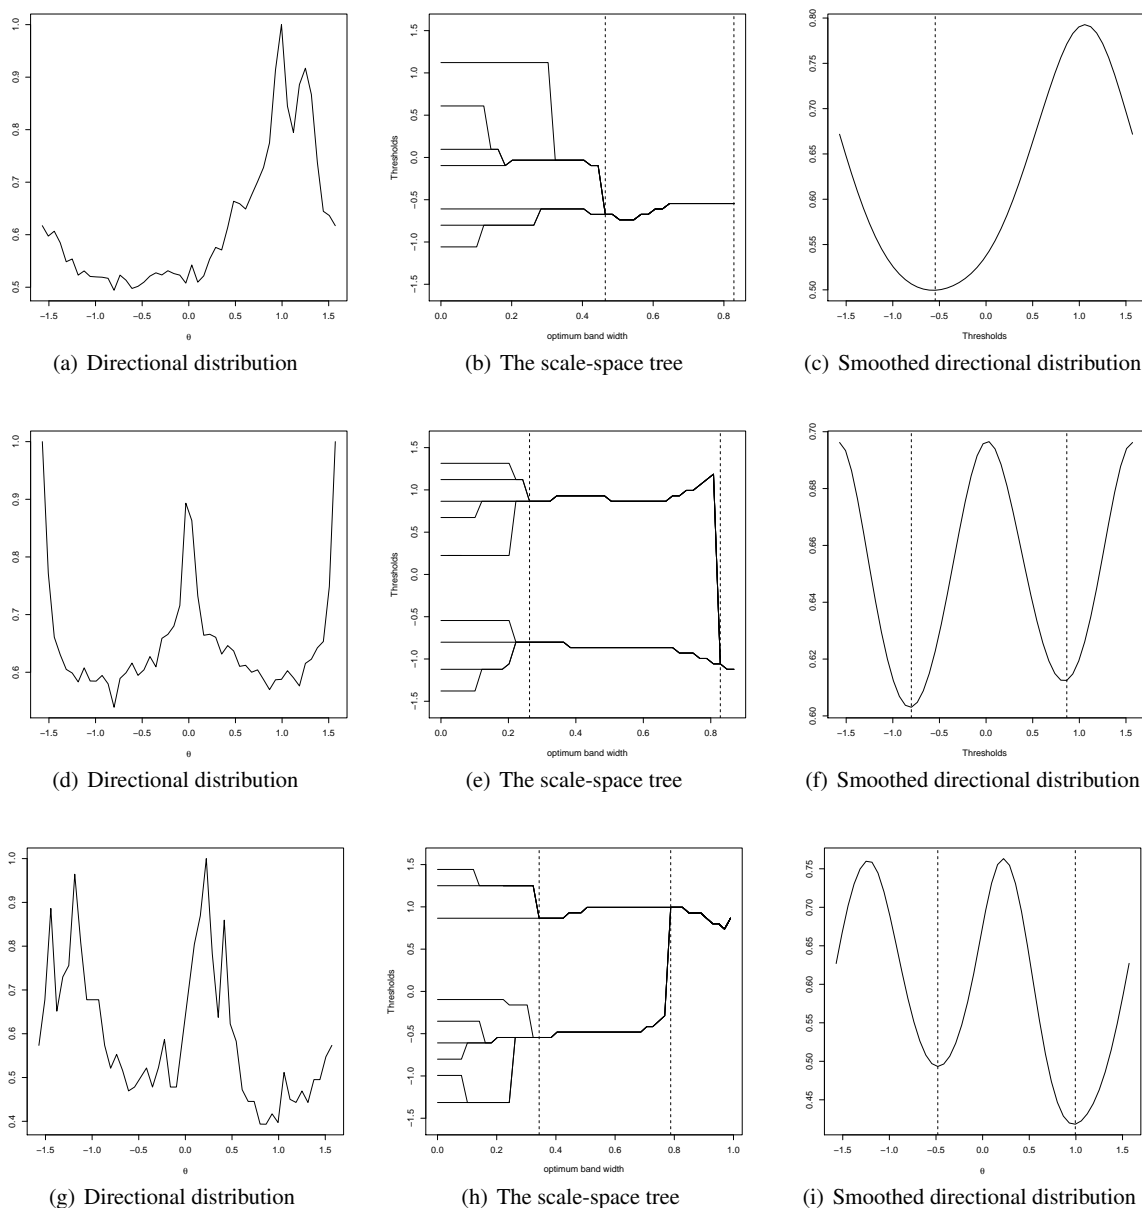 1.0
0.9
0.8
0.7
0.6
0.5
−1.5 −1.0 −0.5 0.0 0.5 1.0 1.5
θ
(a) Directional distribution
1.5
1.0
0.5
0.0
−0.5
−1.0
−1.5
Thresholds
0.0 0.2 0.4 0.6 0.8
optimum band width
(b) The scale-space tree
0.80
0.75
0.70
0.65
0.60
0.55
0.50
−1.5 −1.0 −0.5 0.0 0.5 1.0 1.5
Thresholds
(c) Smoothed directional distribution
1.0
0.9
0.8
0.7
0.6
−1.5 −1.0 −0.5 0.0 0.5 1.0 1.5
θ
(d) Directional distribution
1.5
1.0
0.5
0.0
−0.5
−1.0
−1.5
Thresholds
0.0 0.2 0.4 0.6 0.8
optimum band width
(e) The scale-space tree
0.70
0.68
0.66
0.64
0.62
0.60
−1.5 −1.0 −0.5 0.0 0.5 1.0 1.5
Thresholds
(f) Smoothed directional distribution
1.0
0.9
0.8
0.7
0.6
0.5
0.4
−1.5 −1.0 −0.5 0.0 0.5 1.0 1.5
θ
(g) Directional distribution
1.5
1.0
0.5
0.0
−0.5
−1.0
−1.5
Thresholds
0.0 0.2 0.4 0.6 0.8 1.0
optimum band width
(h) The scale-space tree
0.75
0.70
0.65
0.60
0.55
0.50
0.45
−1.5 −1.0 −0.5 0.0 0.5 1.0 1.5
θ
(i) Smoothed directional distribution